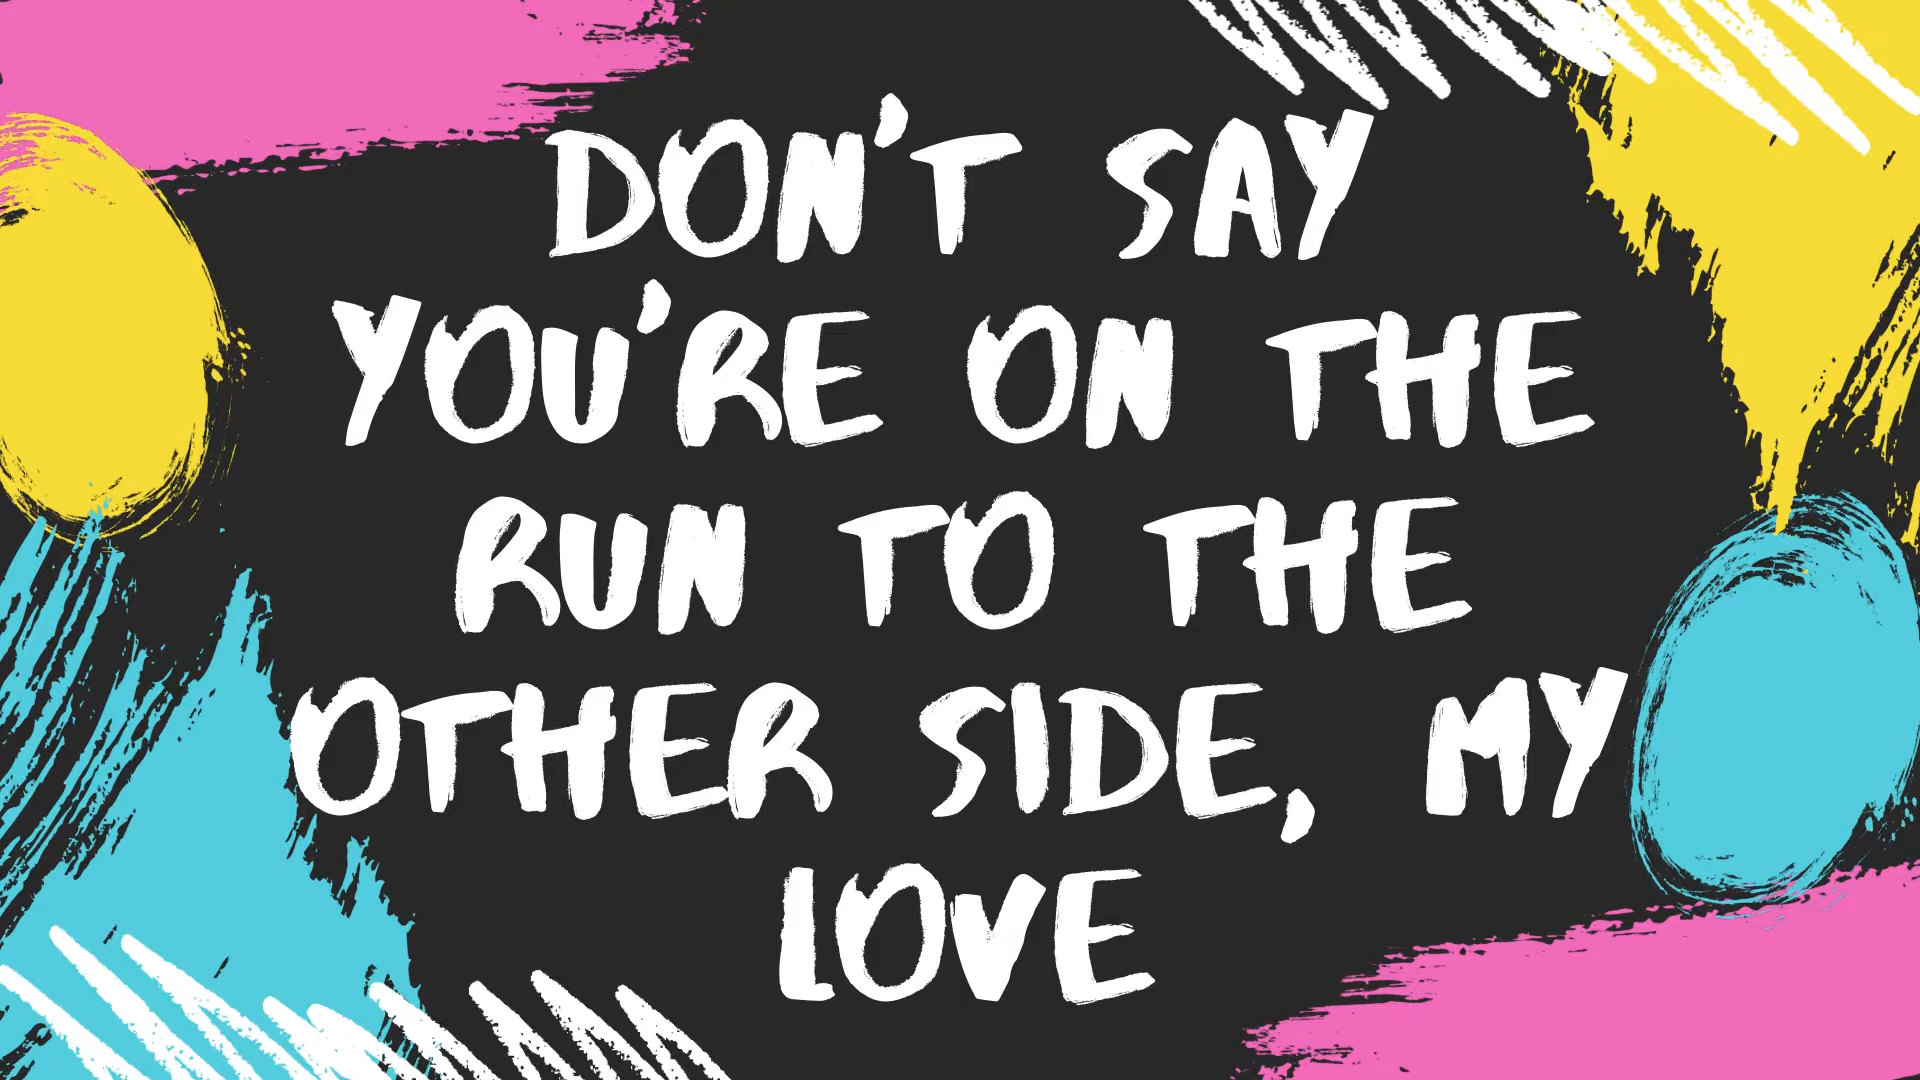 DON'T SAY
YOU'RE ON THE
RUN TO THE
OTHER SIDE, MY
LOVE